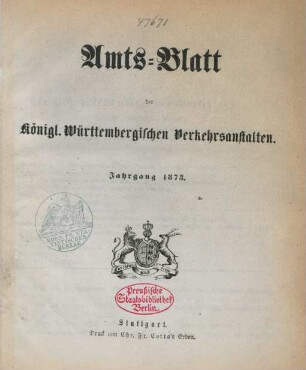 47671
Amts=Blatt
der
Königl. Württembergischen Verkehrsanstalten.
Jahrgang 1873.
Preußische
Staatsbibliothek
Berlin.
Stuttgart.
Druck von Chr. Fr. Cotta's Erben.